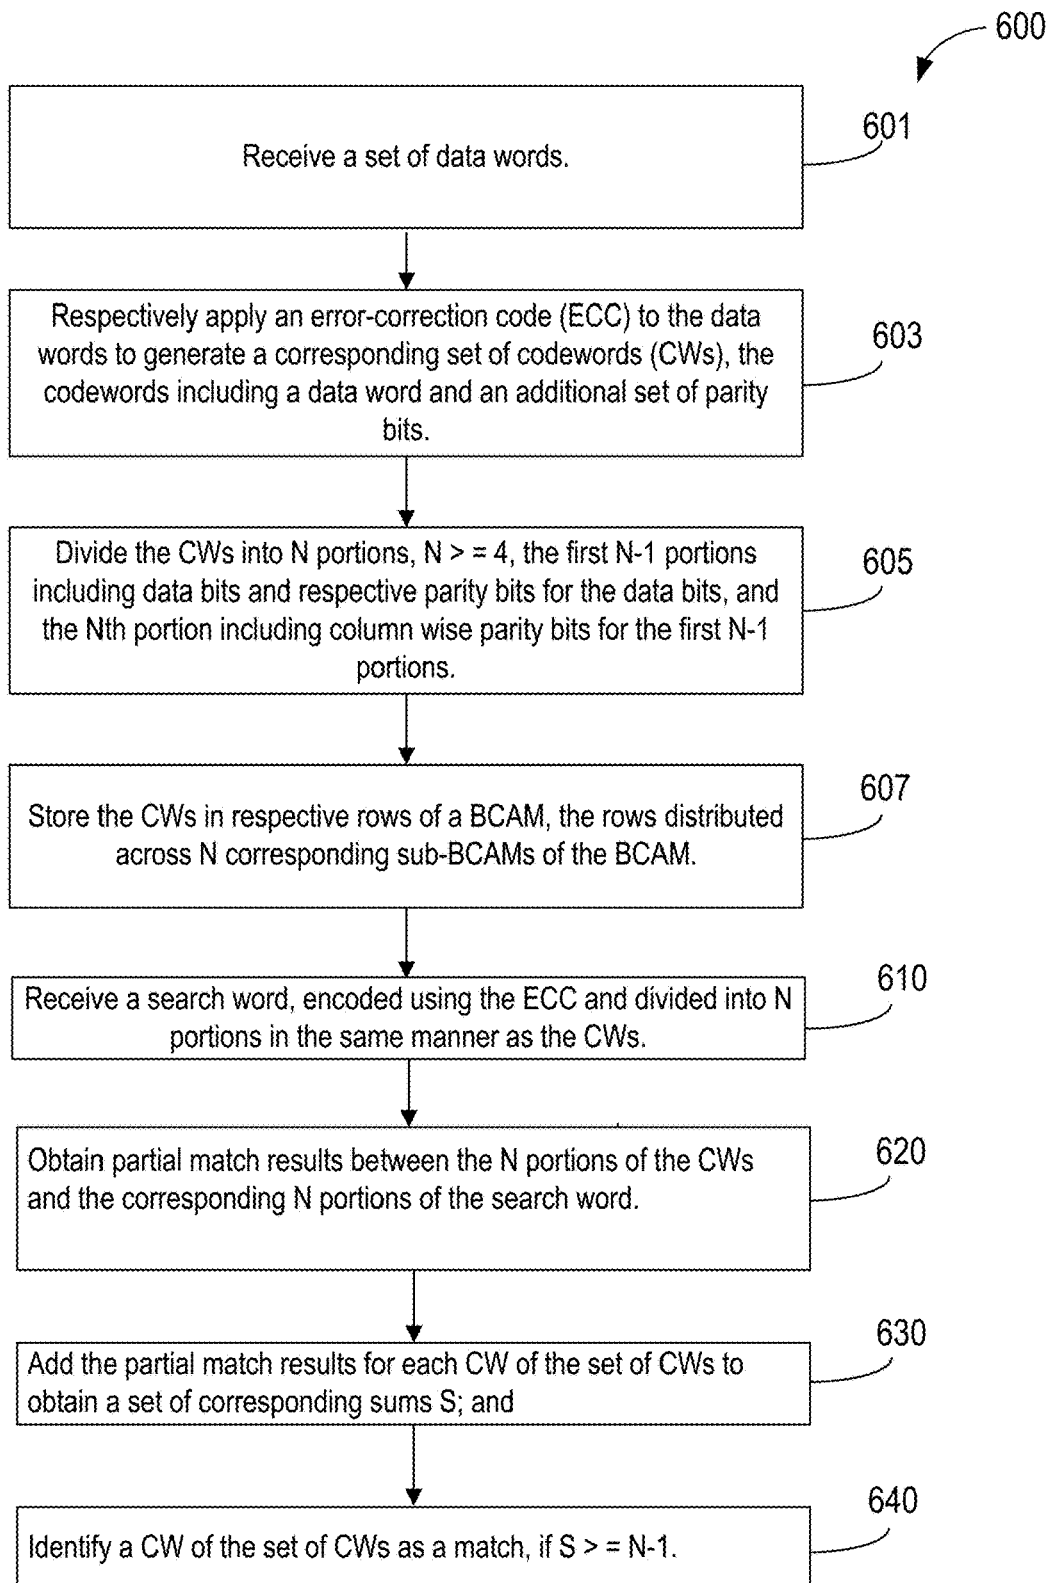 600
Receive a set of data words.
601
Respectively apply an error-correction code (ECC) to the data
words to generate a corresponding set of codewords (CWs), the
codewords including a data word and an additional set of parity
bits.
603
Divide the CWs into N portions, N > = 4, the first N-1 portions
including data bits and respective parity bits for the data bits, and
the Nth portion including column wise parity bits for the first N-1
portions.
605
Store the CWs in respective rows of a BCAM, the rows distributed
across N corresponding sub-BCAMs of the BCAM.
607
Receive a search word, encoded using the ECC and divided into N
portions in the same manner as the CWs.
610
Obtain partial match results between the N portions of the CWs
and the corresponding N portions of the search word.
620
Add the partial match results for each CW of the set of CWs to
obtain a set of corresponding sums S; and
630
Identify a CW of the set of CWs as a match, if S > = N-1.
640